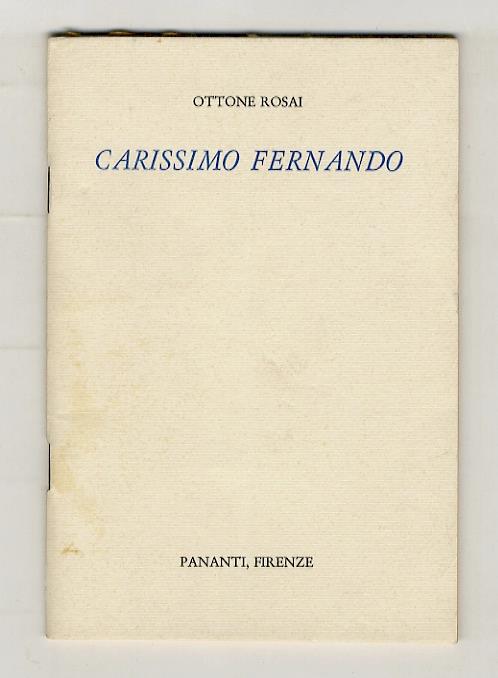 OTTONE ROSAI
CARISSIMO FERNANDO
PANANTI, FIRENZE